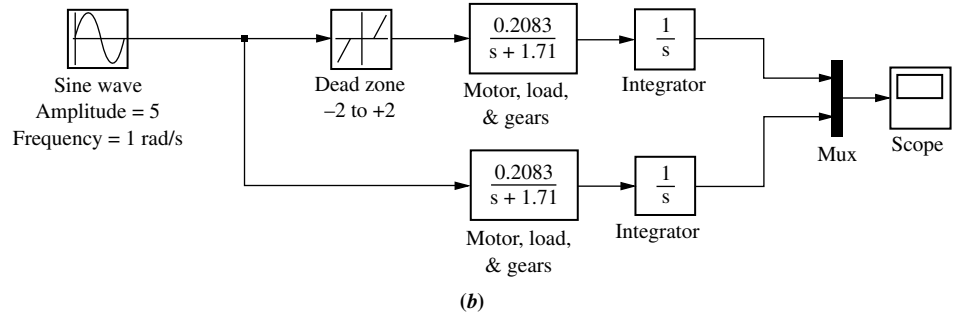 Sine wave
Amplitude = 5
Frequency = 1 rad/s
Dead zone
–2 to +2
0.2083
s + 1.71
Motor, load,
& gears
1
s
Integrator
Mux
Scope
0.2083
s + 1.71
Motor, load,
& gears
1
s
Integrator
(b)